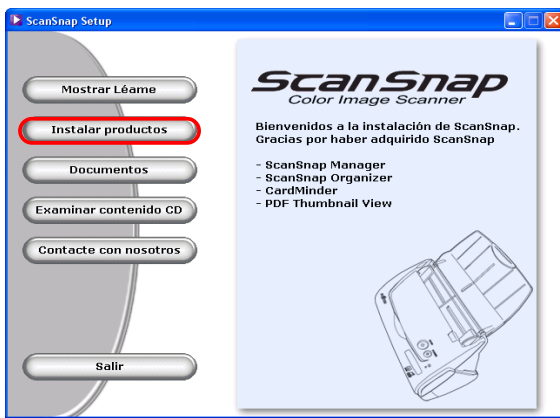 ScanSnap Setup
Mostrar Léame
Instalar productos
Documentos
Examinar contenido CD
Contacte con nosotros
Salir
ScanSnap
Color Image Scanner
Bienvenidos a la instalación de ScanSnap.
Gracias por haber adquirido ScanSnap
- ScanSnap Manager
- ScanSnap Organizer
- CardMinder
- PDF Thumbnail View